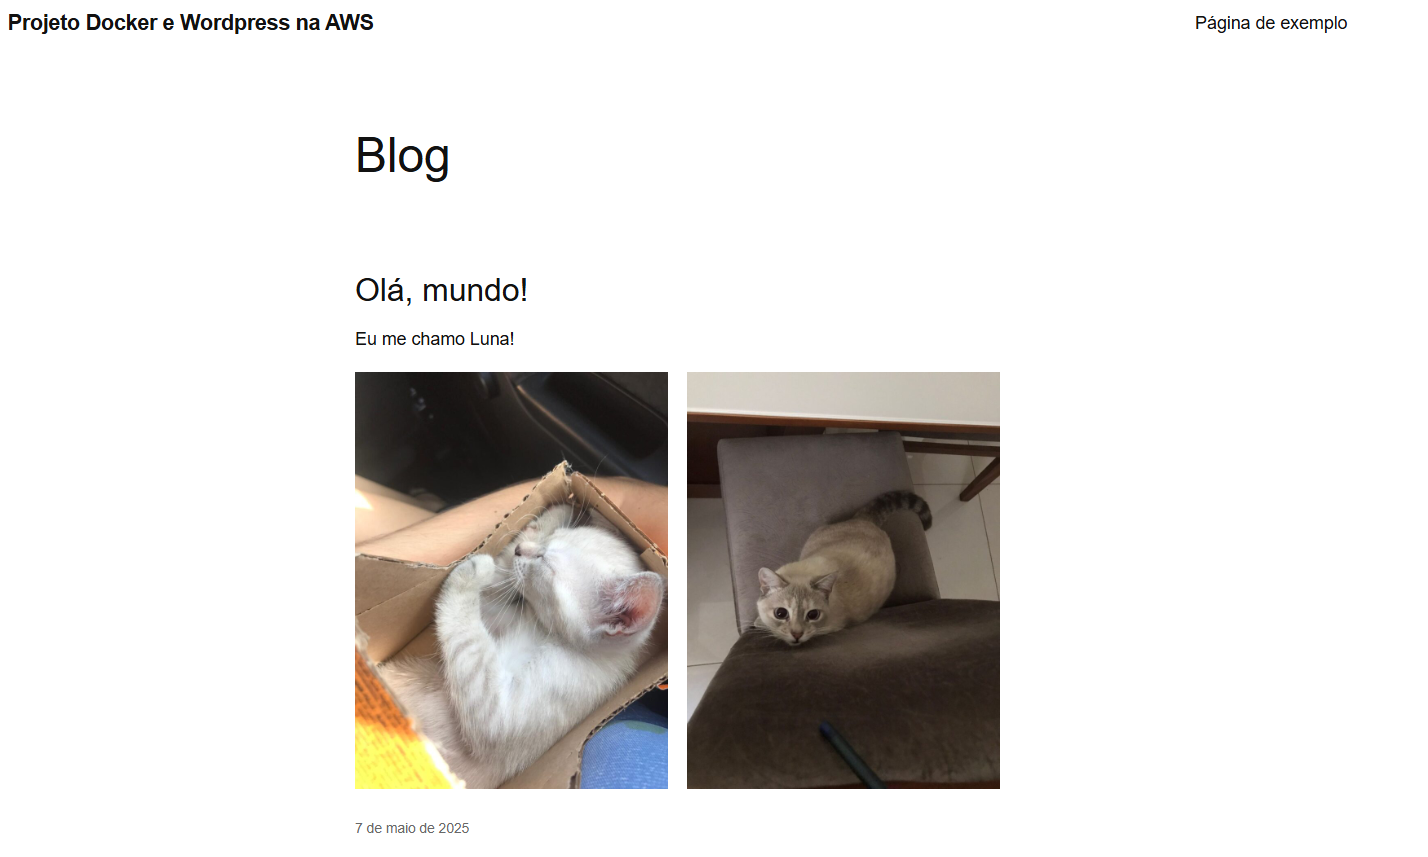 Projeto Docker e Wordpress na AWS
Página de exemplo
Blog
Olá, mundo!
Eu me chamo Luna!
7 de maio de 2025